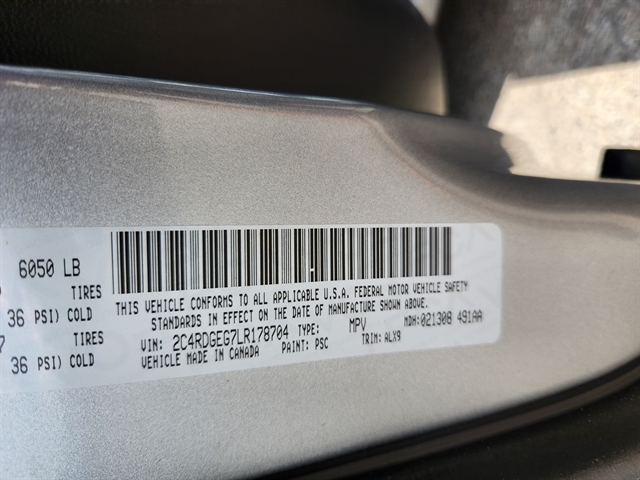 6050 LB
TIRES
36 PSI) COLD
TIRES
36 PSI) COLD
THIS VEHICLE CONFORMS TO ALL APPLICABLE U.S.A. FEDERAL MOTOR VEHICLE SAFETY
STANDARDS IN EFFECT ON THE DATE OF MANUFACTURE SHOWN ABOVE.
VIN: 2C4RDGEG7LR178704 TYPE: MPV MDH:021308 491AA
VEHICLE MADE IN CANADA PAINT: PSC TRIM: ALX9